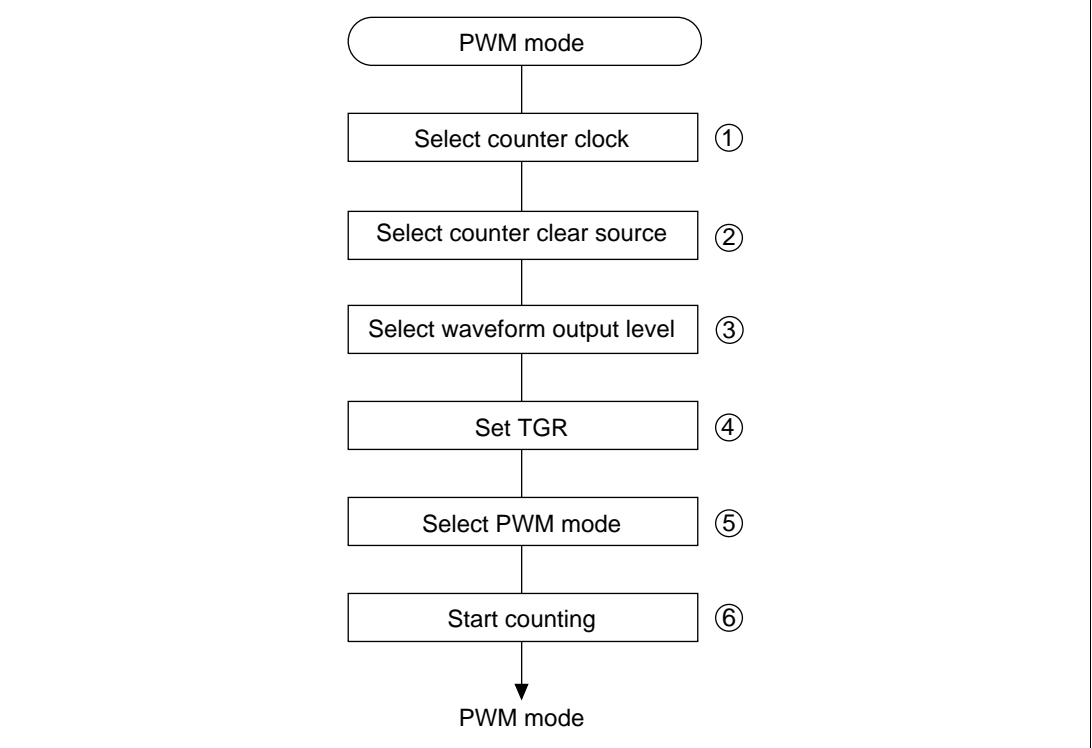 PWM mode
Select counter clock ①
Select counter clear source ②
Select waveform output level ③
Set TGR ④
Select PWM mode ⑤
Start counting ⑥
PWM mode